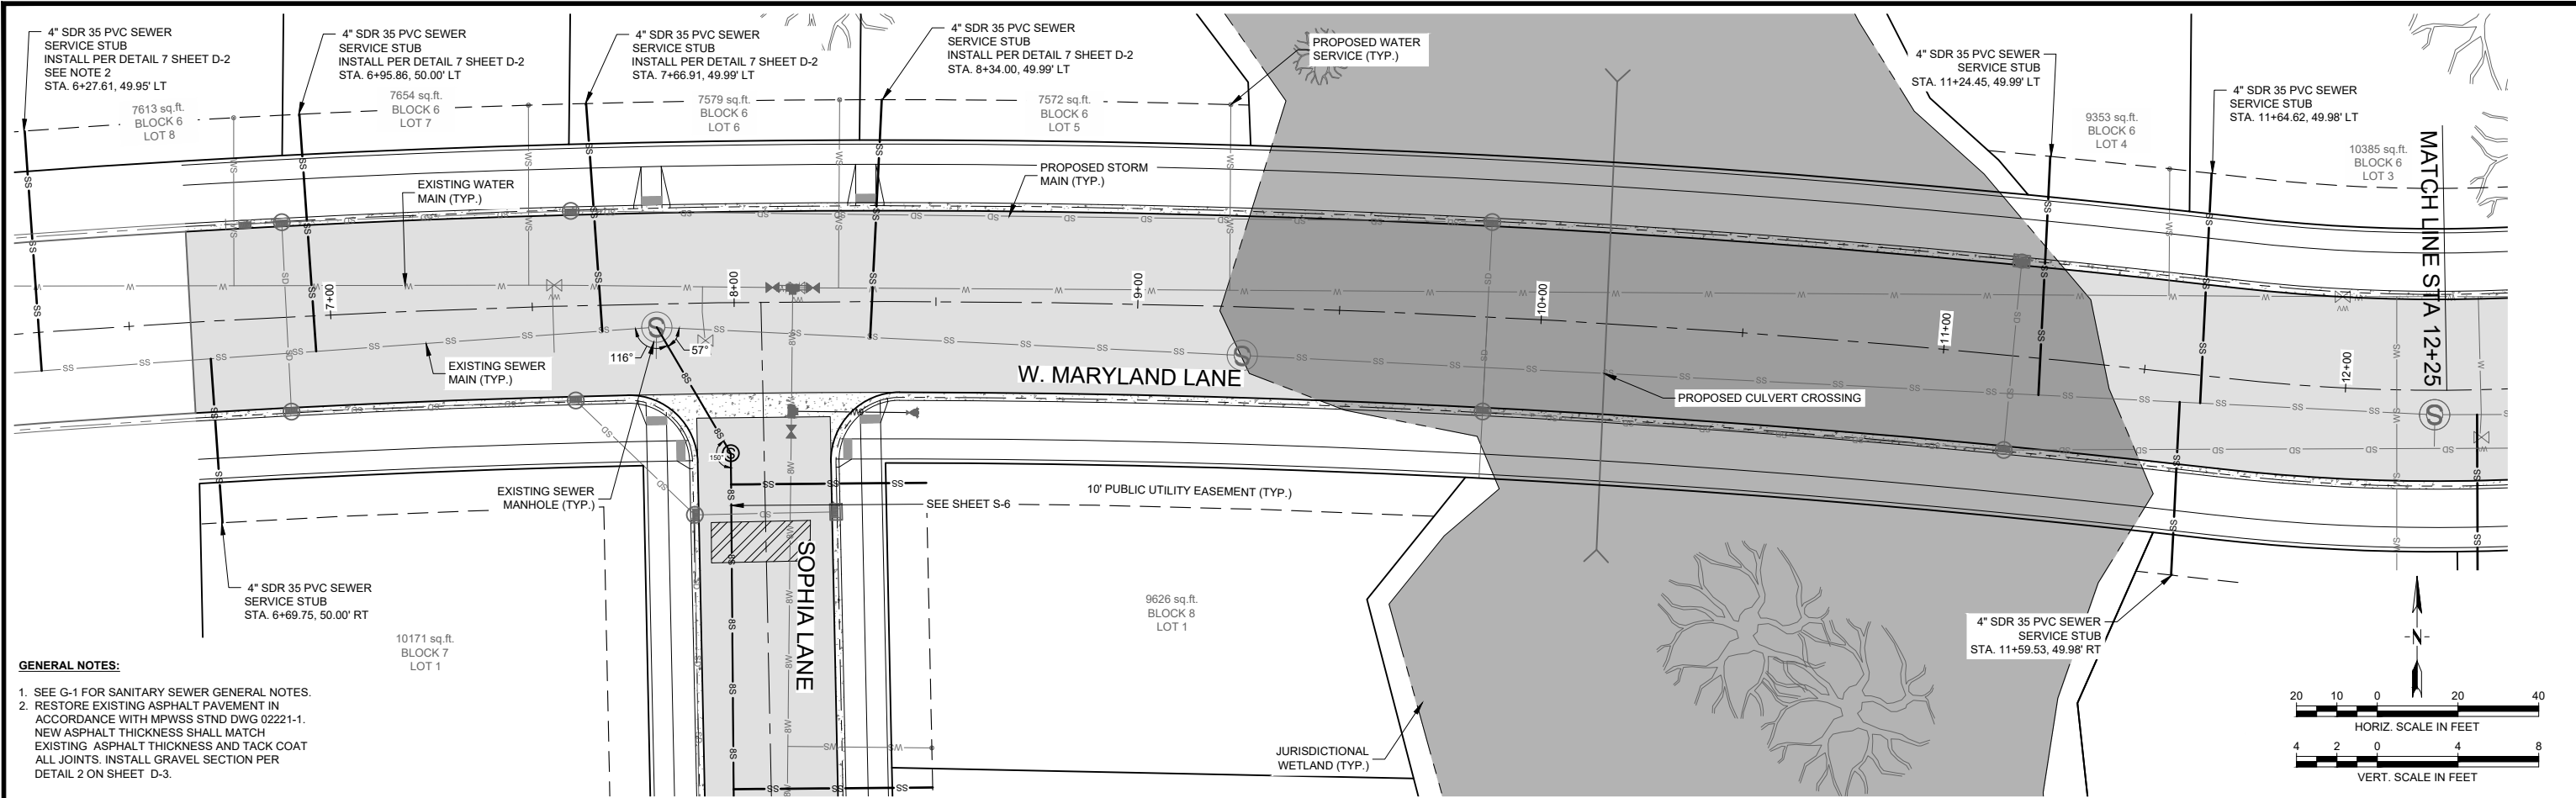 4" SDR 35 PVC SEWER
SERVICE STUB
INSTALL PER DETAIL 7 SHEET D-2
SEE NOTE 2
STA. 6+27.61, 49.95' LT
4" SDR 35 PVC SEWER
SERVICE STUB
INSTALL PER DETAIL 7 SHEET D-2
STA. 6+95.86, 50.00' LT
4" SDR 35 PVC SEWER
SERVICE STUB
INSTALL PER DETAIL 7 SHEET D-2
STA. 7+66.91, 49.99' LT
4" SDR 35 PVC SEWER
SERVICE STUB
INSTALL PER DETAIL 7 SHEET D-2
STA. 8+34.00, 49.99' LT
PROPOSED WATER
SERVICE (TYP.)
4" SDR 35 PVC SEWER
SERVICE STUB
STA. 11+24.45, 49.99' LT
4" SDR 35 PVC SEWER
SERVICE STUB
STA. 11+64.62, 49.98' LT
7613 sq.ft.
BLOCK 6
LOT 8
7654 sq.ft.
BLOCK 6
LOT 7
7579 sq.ft.
BLOCK 6
LOT 6
7572 sq.ft.
BLOCK 6
LOT 5
9353 sq.ft.
BLOCK 6
LOT 4
10385 sq.ft.
BLOCK 6
LOT 3
MATCH LINE STA 12+25
EXISTING WATER
MAIN (TYP.)
PROPOSED STORM
MAIN (TYP.)
7+00
8+00
9+00
10+00
11+00
12+00
116°
57°
150°
EXISTING SEWER
MAIN (TYP.)
W. MARYLAND LANE
PROPOSED CULVERT CROSSING
EXISTING SEWER
MANHOLE (TYP.)
SEE SHEET S-6
10' PUBLIC UTILITY EASEMENT (TYP.)
SOPHIA LANE
4" SDR 35 PVC SEWER
SERVICE STUB
STA. 6+69.75, 50.00' RT
10171 sq.ft.
BLOCK 7
LOT 1
9626 sq.ft.
BLOCK 8
LOT 1
4" SDR 35 PVC SEWER
SERVICE STUB
STA. 11+59.53, 49.98' RT
JURISDICTIONAL
WETLAND (TYP.)
GENERAL NOTES:
1. SEE G-1 FOR SANITARY SEWER GENERAL NOTES.
2. RESTORE EXISTING ASPHALT PAVEMENT IN
ACCORDANCE WITH MPWSS STND DWG 02221-1.
NEW ASPHALT THICKNESS SHALL MATCH
EXISTING ASPHALT THICKNESS AND TACK COAT
ALL JOINTS. INSTALL GRAVEL SECTION PER
DETAIL 2 ON SHEET D-3.
N
20 10 0 20 40
HORIZ. SCALE IN FEET
4 2 0 4 8
VERT. SCALE IN FEET